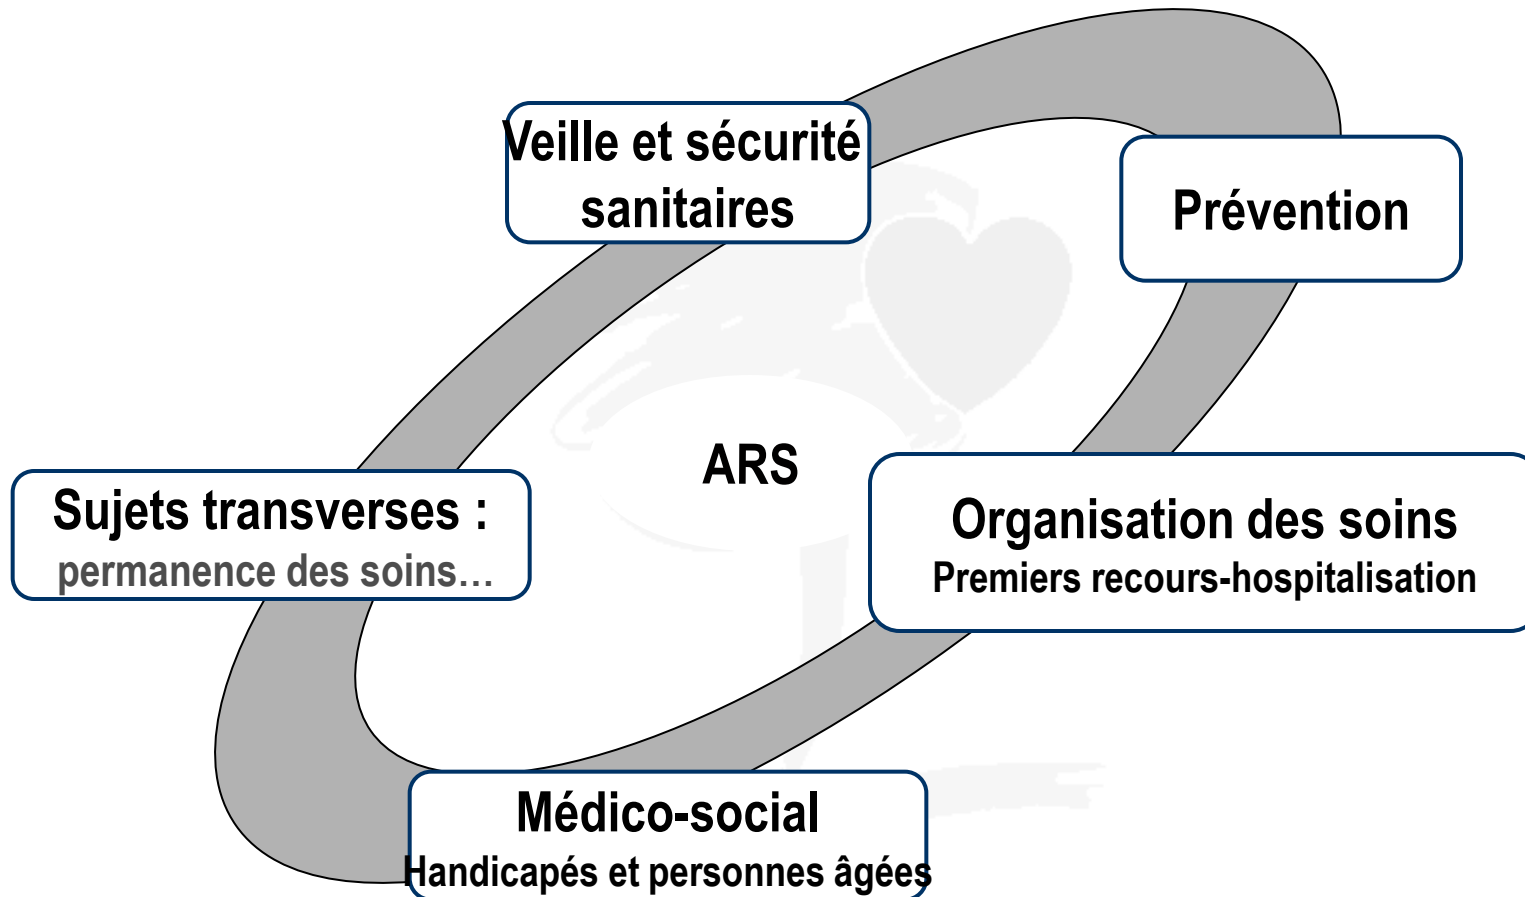 Veille et sécurité
sanitaires
Prévention
ARS
Sujets transverses :
permanence des soins…
Organisation des soins
Premiers recours-hospitalisation
Médico-social
Handicapés et personnes âgées